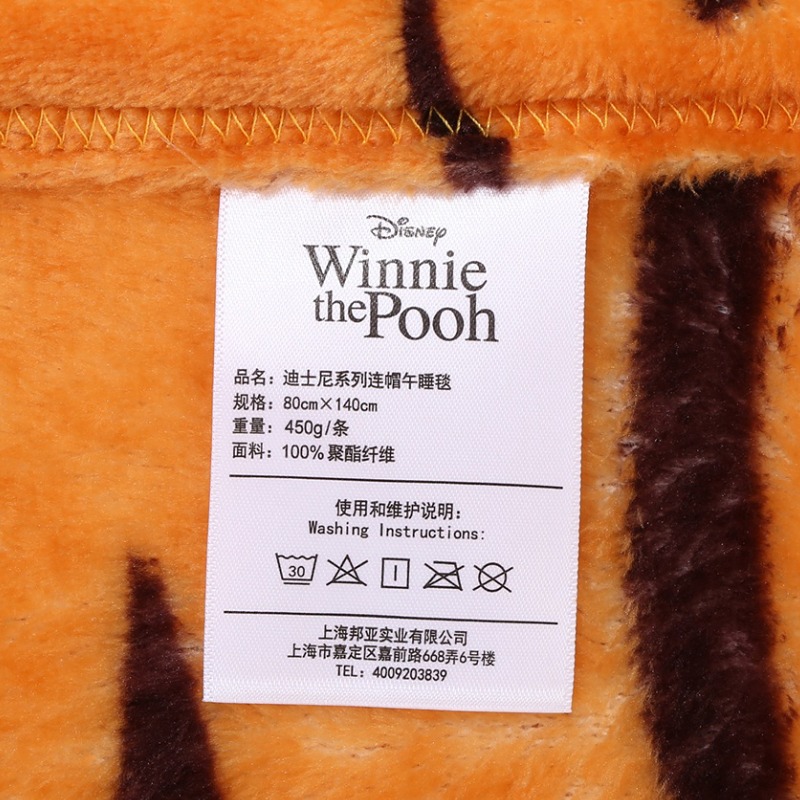 Disney
Winnie
the Pooh
品名：迪士尼系列连帽午睡毯
规格：80cm×140cm
重量：450g/条
面料：100%聚酯纤维
使用和维护说明：
Washing Instructions:
30
上海邦亚实业有限公司
上海市嘉定区嘉前路668弄6号楼
TEL：4009203839